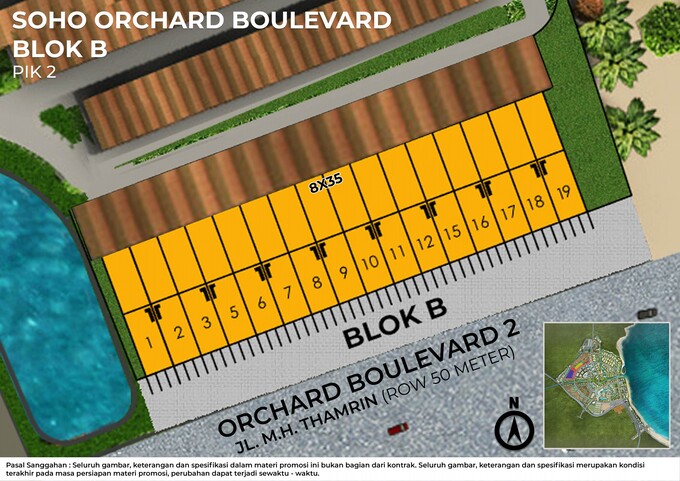 SOHO ORCHARD BOULEVARD
BLOK B
PIK 2
8X35
1
2
3
5
6
7
8
9
10
11
12
15
16
17
18
19
BLOK B
ORCHARD BOULEVARD 2
JL. M.H. THAMRIN (ROW 50 METER)
N
Pasal Sanggahan : Seluruh gambar, keterangan dan spesifikasi dalam materi promosi ini bukan bagian dari kontrak. Seluruh gambar, keterangan dan spesifikasi merupakan kondisi
terakhir pada masa persiapan materi promosi, perubahan dapat terjadi sewaktu - waktu.